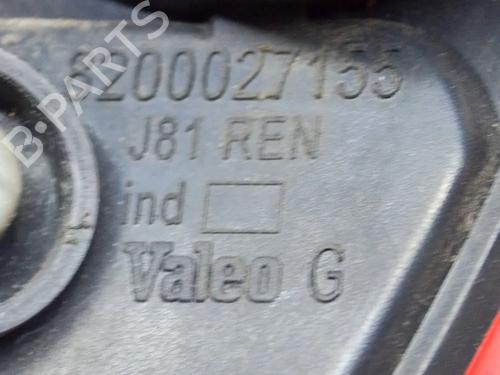 8200027155
J81 REN
ind
Valeo G
B-PARTS